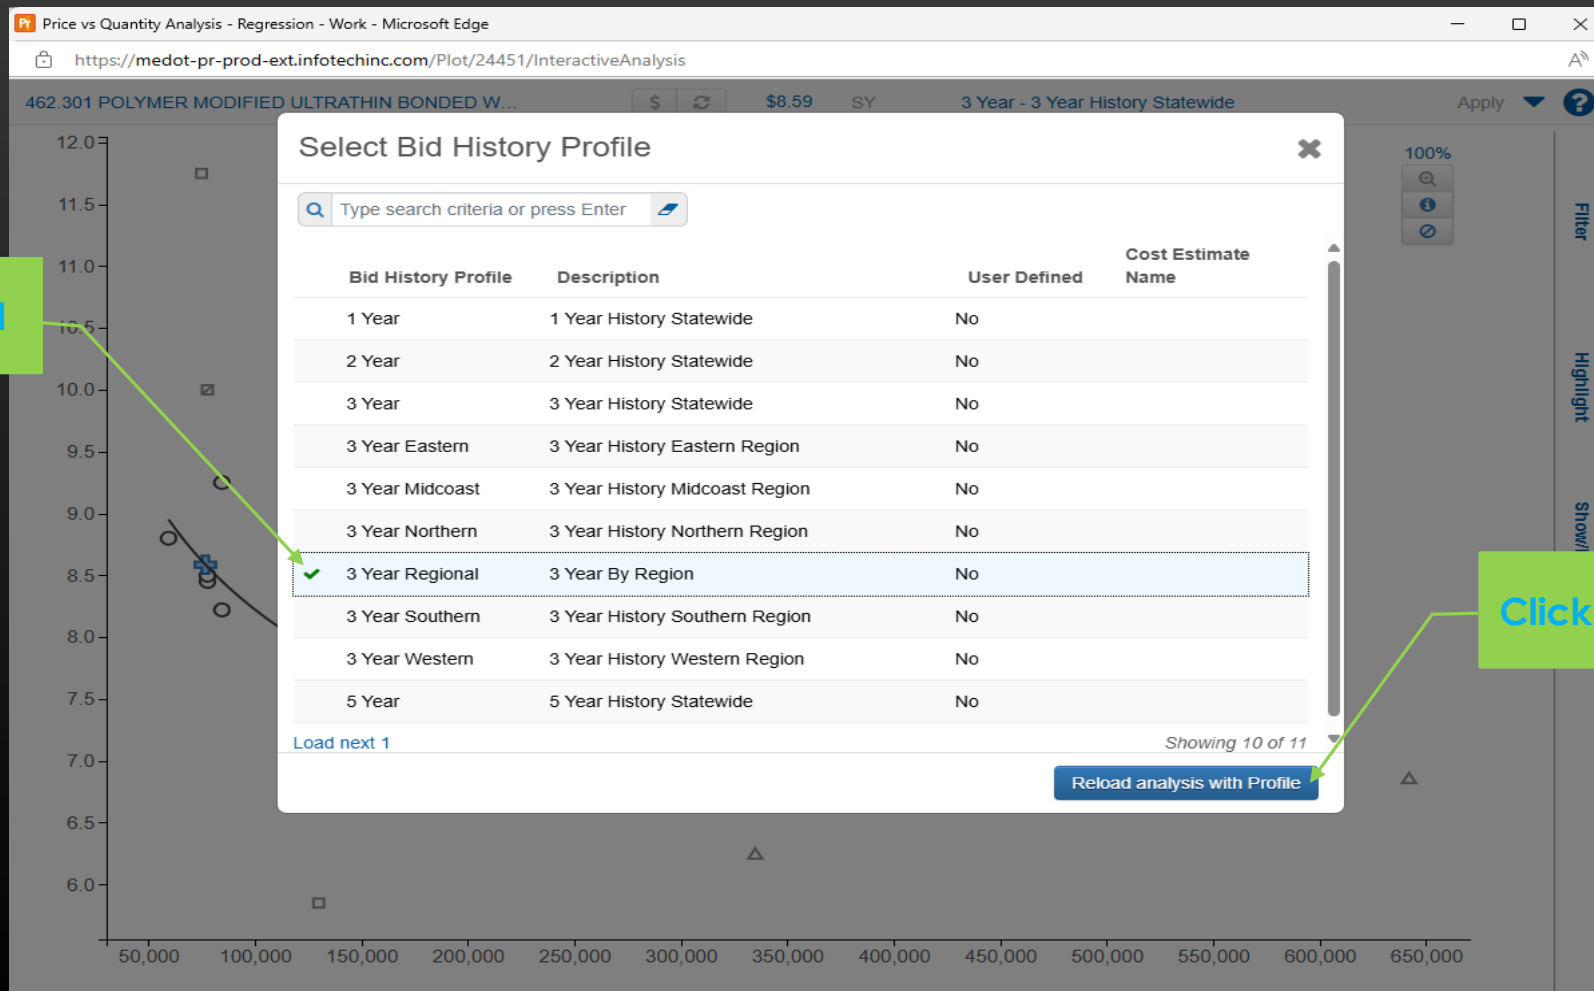 Price vs Quantity Analysis - Regression - Work - Microsoft Edge
https://medot-pr-prod-ext.infotechinc.com/Plot/24451/InteractiveAnalysis
462.301 POLYMER MODIFIED ULTRATHIN BONDED W... $ $8.59 SY 3 Year - 3 Year History Statewide Apply ?
Select Bid History Profile
Type search criteria or press Enter
Bid History Profile Description User Defined Cost Estimate Name
1 Year 1 Year History Statewide No
2 Year 2 Year History Statewide No
3 Year 3 Year History Statewide No
3 Year Eastern 3 Year History Eastern Region No
3 Year Midcoast 3 Year History Midcoast Region No
3 Year Northern 3 Year History Northern Region No
3 Year Regional 3 Year By Region No
3 Year Southern 3 Year History Southern Region No
3 Year Western 3 Year History Western Region No
5 Year 5 Year History Statewide No
Load next 1 Showing 10 of 11
Reload analysis with Profile
100%
Filter
Highlight
Click
12.0
11.5
11.0
10.5
10.0
9.5
9.0
8.5
8.0
7.5
7.0
6.5
6.0
50,000 100,000 150,000 200,000 250,000 300,000 350,000 400,000 450,000 500,000 550,000 600,000 650,000